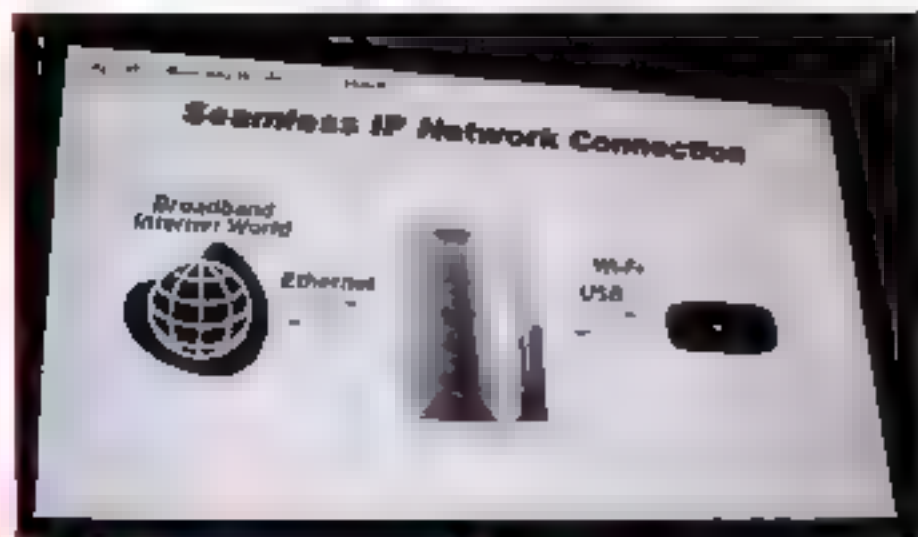 Seamless IP Network Connection
Broadband
Internet World
Ethernet
Wi-Fi
USB